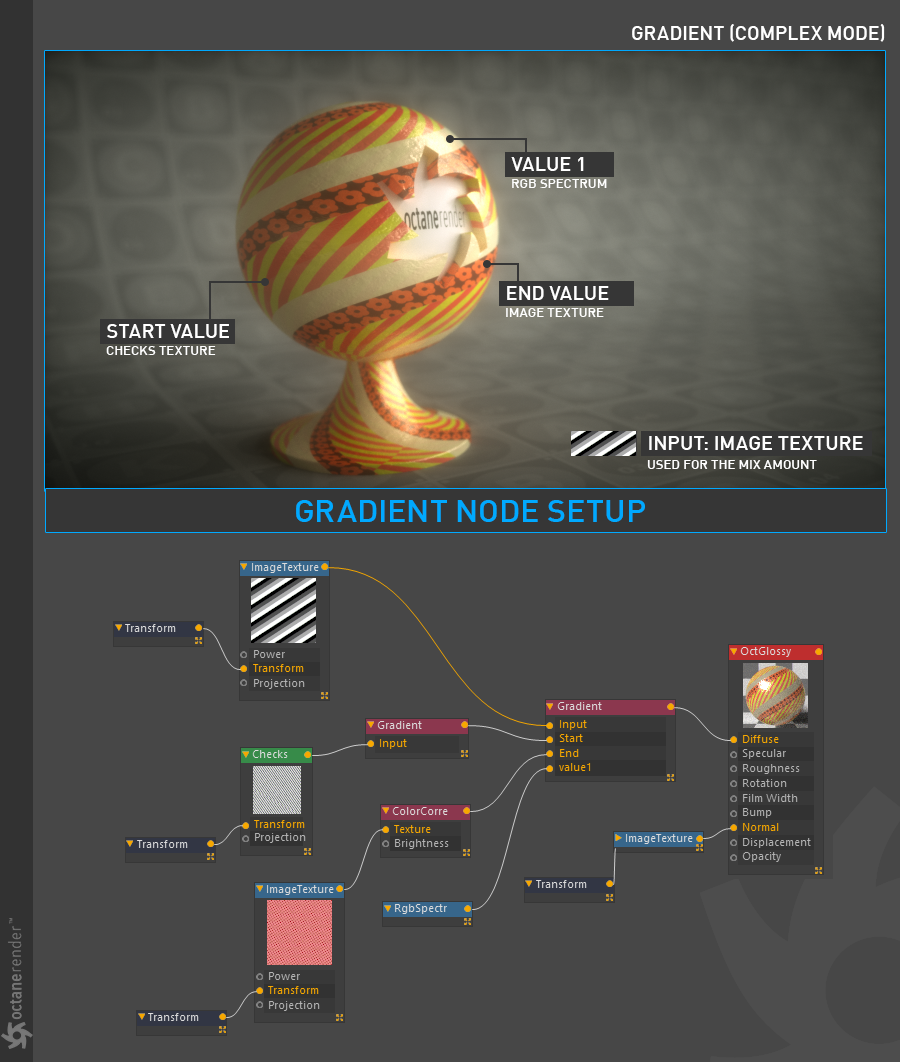 GRADIENT (COMPLEX MODE)
VALUE 1
RGB SPECTRUM
octanerender
END VALUE
IMAGE TEXTURE
START VALUE
CHECKS TEXTURE
INPUT: IMAGE TEXTURE
USED FOR THE MIX AMOUNT
GRADIENT NODE SETUP
ImageTexture
Power
Transform
Projection
Transform
Gradient
Input
Checks
Transform
Projection
Transform
ColorCorre
Texture
Brightness
ImageTexture
Power
Transform
Projection
Transform
RgbSpectr
Gradient
Input
Start
End
value1
Transform
ImageTexture
OctGlossy
Diffuse
Specular
Roughness
Rotation
Film Width
Bump
Normal
Displacement
Opacity
octanerender™